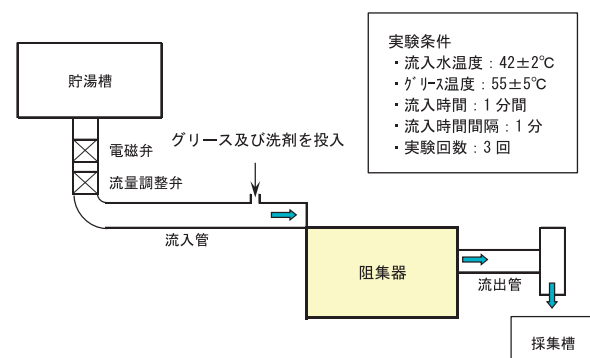 貯湯槽
電磁弁
流量調整弁
グリース及び洗剤を投入
流入管
実験条件
・流入水温度：42±2℃
・ｸﾞﾘｰｽ温度：55±5℃
・流入時間：1分間
・流入時間間隔：1分
・実験回数：3回
阻集器
流出管
採集槽